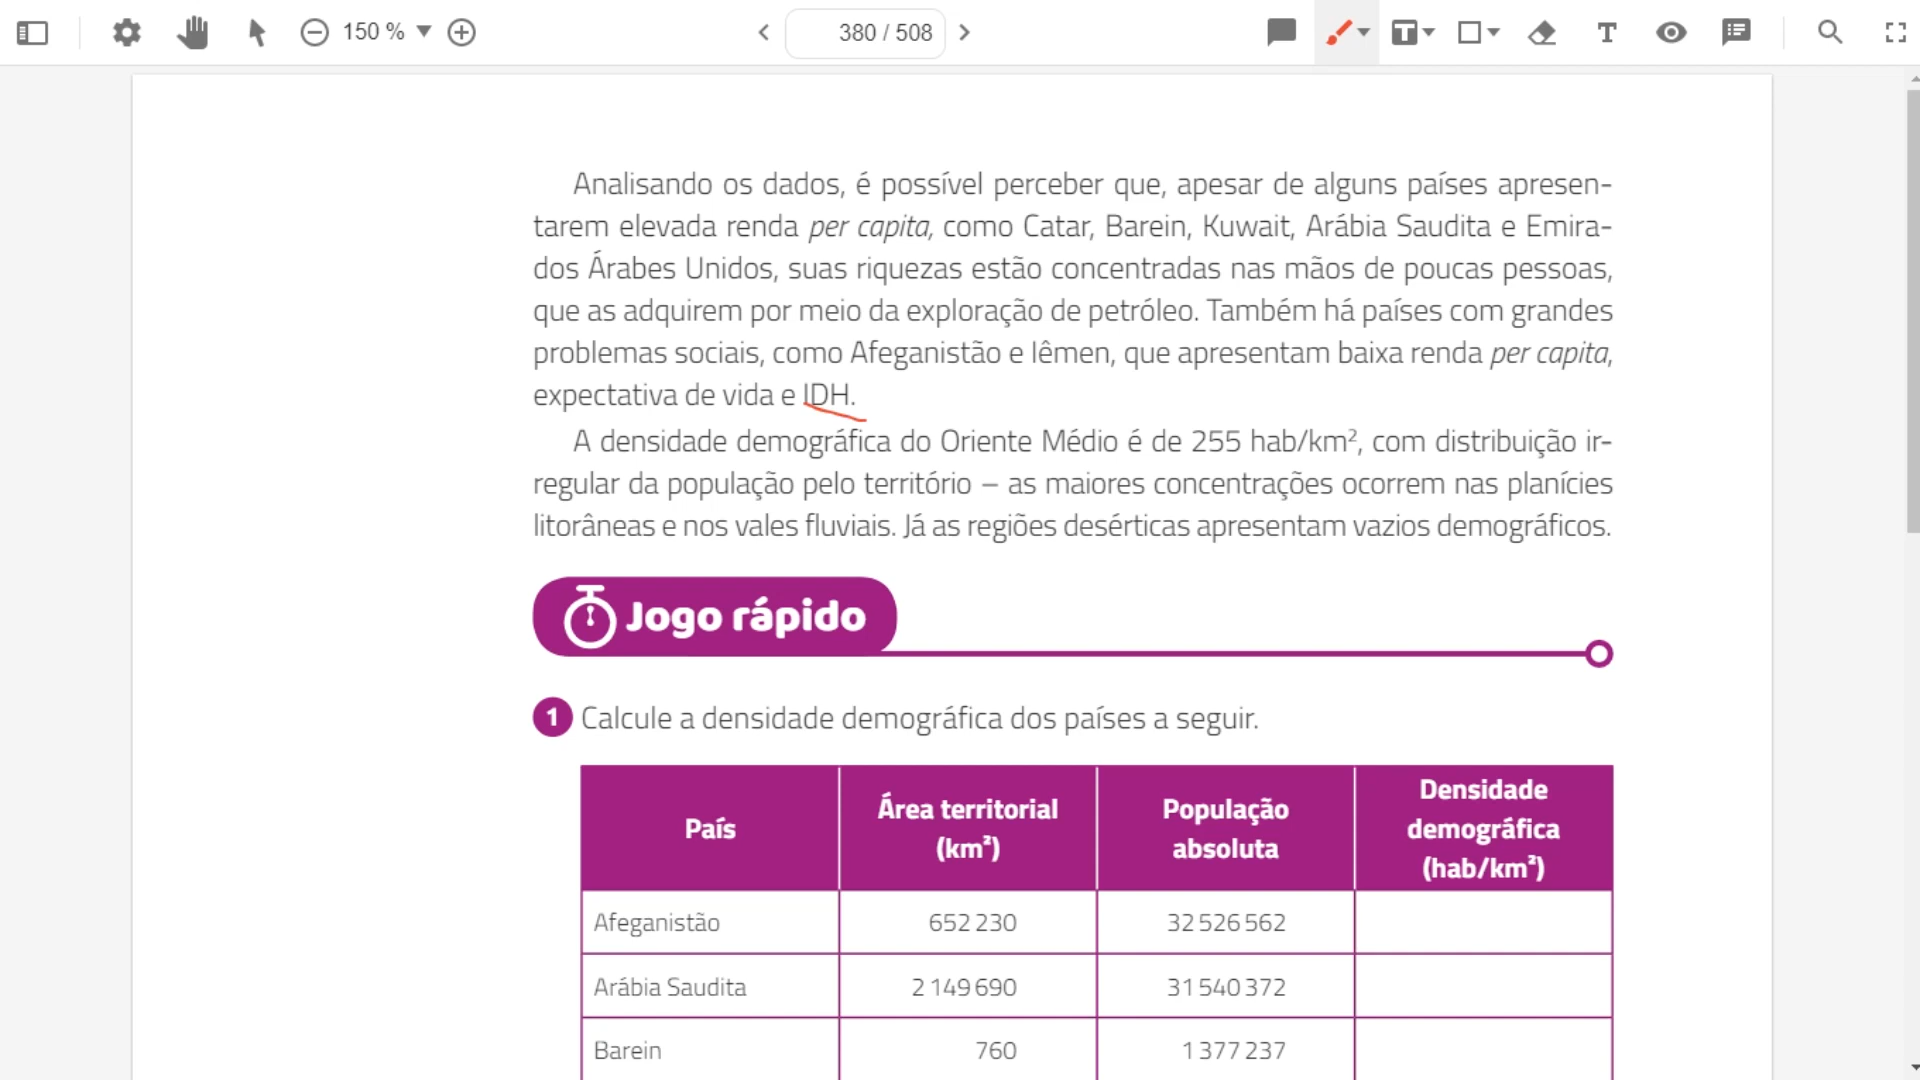 150 %
380 / 508
Analisando os dados, é possível perceber que, apesar de alguns países apresen-
tarem elevada renda per capita, como Catar, Barein, Kuwait, Arábia Saudita e Emira-
dos Árabes Unidos, suas riquezas estão concentradas nas mãos de poucas pessoas,
que as adquirem por meio da exploração de petróleo. Também há países com grandes
problemas sociais, como Afeganistão e Iêmen, que apresentam baixa renda per capita,
expectativa de vida e IDH.
A densidade demográfica do Oriente Médio é de 255 hab/km², com distribuição ir-
regular da população pelo território – as maiores concentrações ocorrem nas planícies
litorâneas e nos vales fluviais. Já as regiões desérticas apresentam vazios demográficos.
Jogo rápido
1 Calcule a densidade demográfica dos países a seguir.
País
Área territorial
(km²)
População
absoluta
Densidade
demográfica
(hab/km²)
Afeganistão 652 230 32 526 562
Arábia Saudita 2 149 690 31 540 372
Barein 760 1 377 237